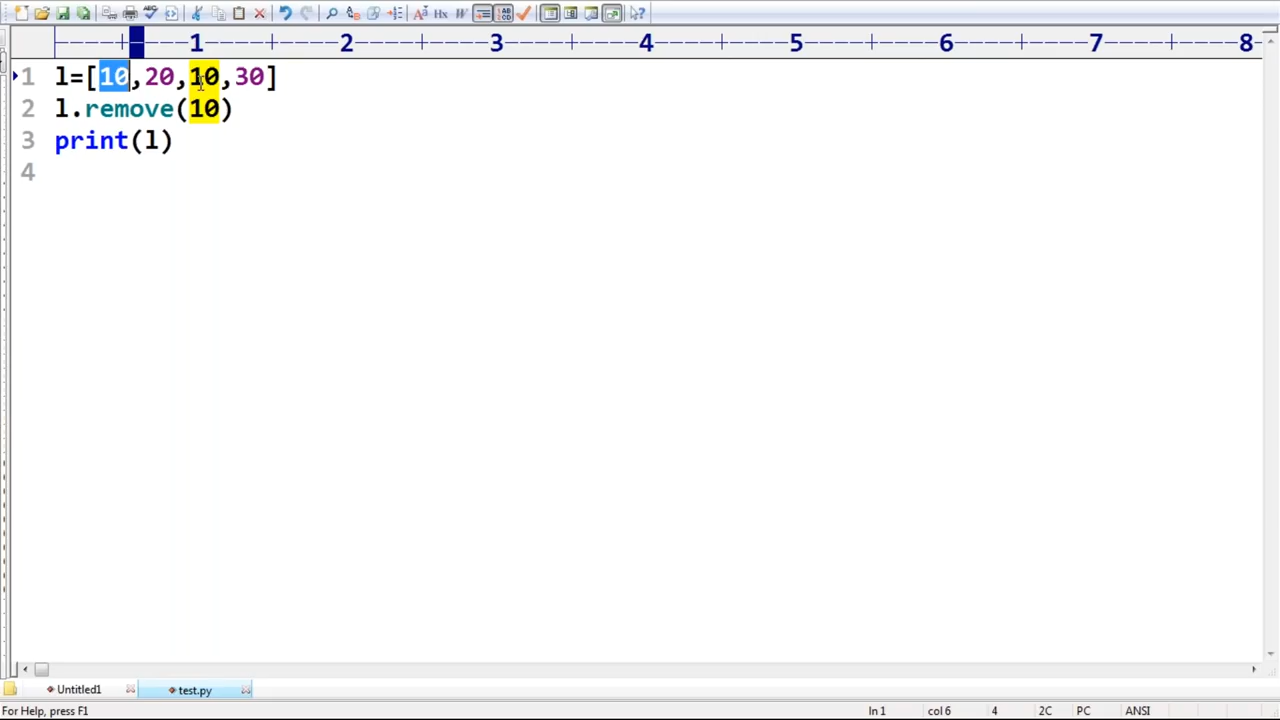 1 2 3 4 5 6 7 8
1 l=[10,20,10,30]
2 l.remove(10)
3 print(l)
4
Untitled1 test.py
For Help, press F1 ln 1 col 6 4 2C PC ANSI